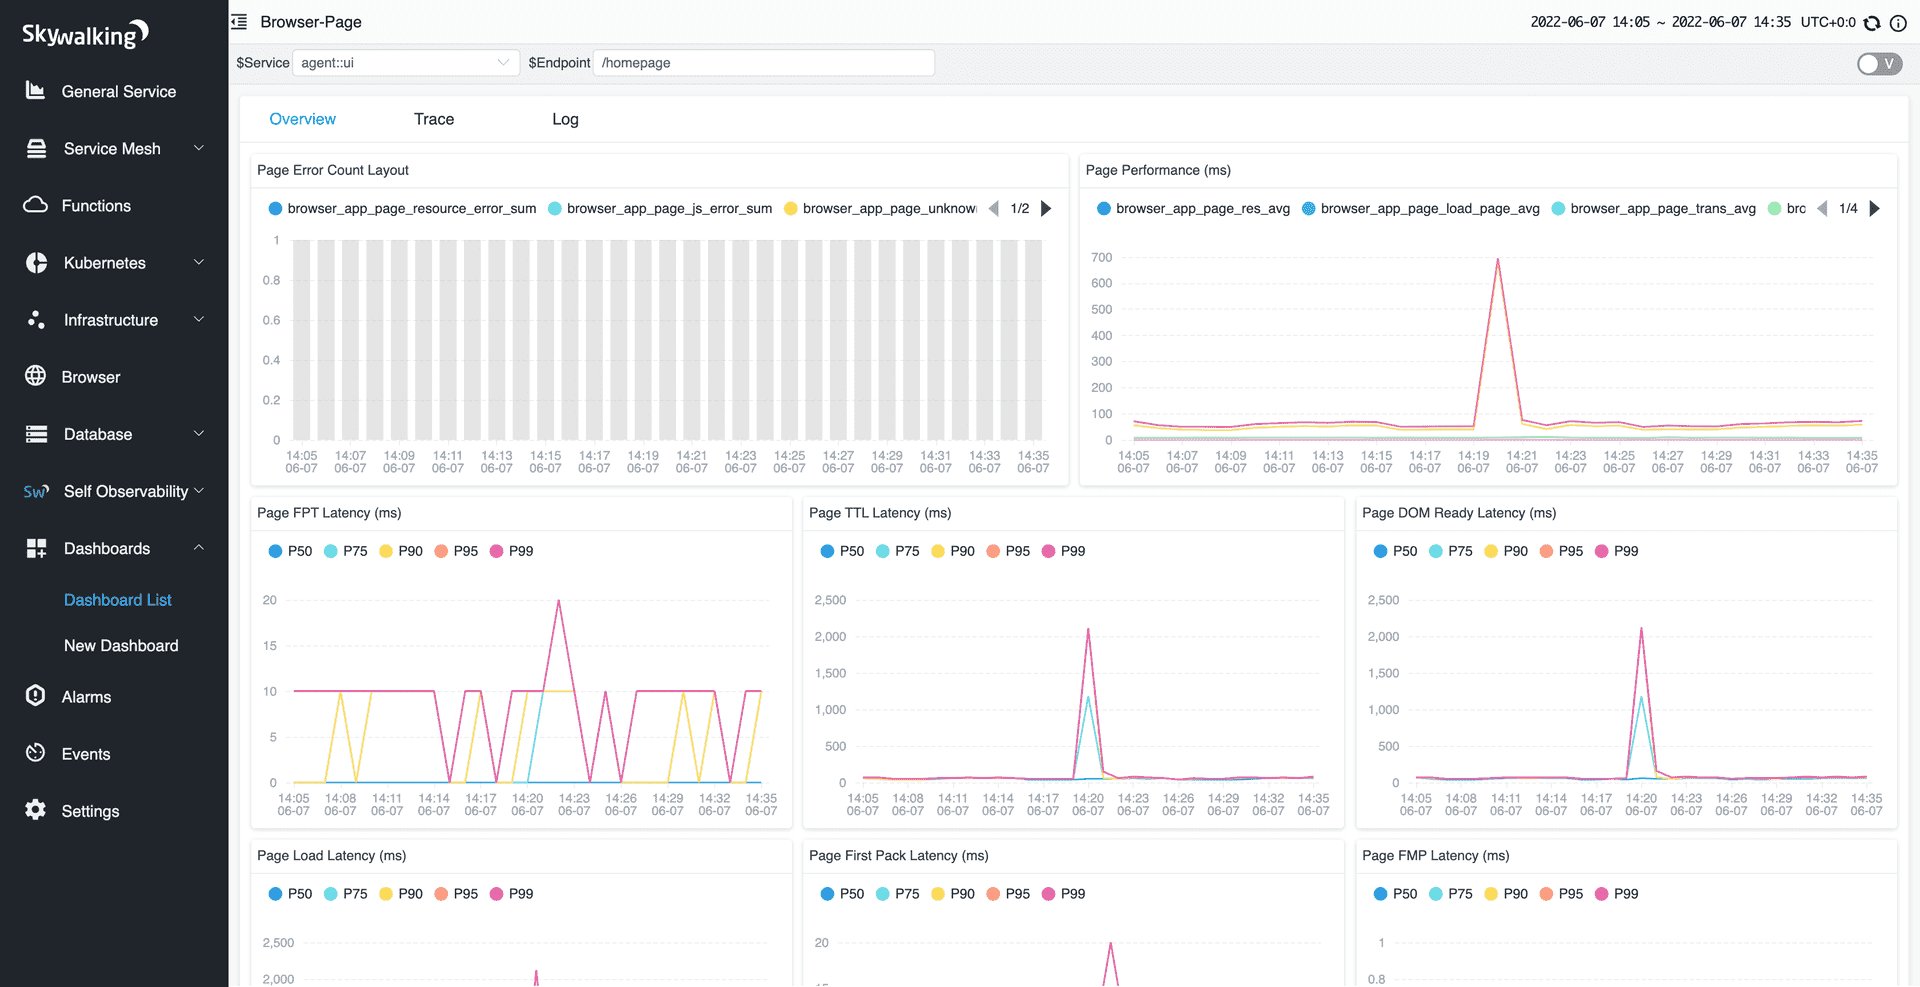 Skywalking
General Service
Service Mesh
Functions
Kubernetes
Infrastructure
Browser
Database
Sw Self Observability
Dashboards
Dashboard List
New Dashboard
Alarms
Events
Settings
Browser-Page
2022-06-07 14:05 ~ 2022-06-07 14:35 UTC+0:0
$Service agent::ui $Endpoint /homepage V
Overview Trace Log
Page Error Count Layout
browser_app_page_resource_error_sum browser_app_page_js_error_sum browser_app_page_unknow 1/2
1
0.8
0.6
0.4
0.2
0
14:05 14:07 14:09 14:11 14:13 14:15 14:17 14:19 14:21 14:23 14:25 14:27 14:29 14:31 14:33 14:35
06-07 06-07 06-07 06-07 06-07 06-07 06-07 06-07 06-07 06-07 06-07 06-07 06-07 06-07 06-07 06-07
Page Performance (ms)
browser_app_page_res_avg browser_app_page_load_page_avg browser_app_page_trans_avg bro 1/4
700
600
500
400
300
200
100
0
14:05 14:07 14:09 14:11 14:13 14:15 14:17 14:19 14:21 14:23 14:25 14:27 14:29 14:31 14:33 14:35
06-07 06-07 06-07 06-07 06-07 06-07 06-07 06-07 06-07 06-07 06-07 06-07 06-07 06-07 06-07 06-07
Page FPT Latency (ms)
P50 P75 P90 P95 P99
20
15
10
5
0
14:05 14:08 14:11 14:14 14:17 14:20 14:23 14:26 14:29 14:32 14:35
06-07 06-07 06-07 06-07 06-07 06-07 06-07 06-07 06-07 06-07 06-07
Page TTL Latency (ms)
P50 P75 P90 P95 P99
2,500
2,000
1,500
1,000
500
0
14:05 14:08 14:11 14:14 14:17 14:20 14:23 14:26 14:29 14:32 14:35
06-07 06-07 06-07 06-07 06-07 06-07 06-07 06-07 06-07 06-07 06-07
Page DOM Ready Latency (ms)
P50 P75 P90 P95 P99
2,500
2,000
1,500
1,000
500
0
14:05 14:08 14:11 14:14 14:17 14:20 14:23 14:26 14:29 14:32 14:35
06-07 06-07 06-07 06-07 06-07 06-07 06-07 06-07 06-07 06-07 06-07
Page Load Latency (ms)
P50 P75 P90 P95 P99
2,500
2,000
Page First Pack Latency (ms)
P50 P75 P90 P95 P99
20
Page FMP Latency (ms)
P50 P75 P90 P95 P99
1
0.8